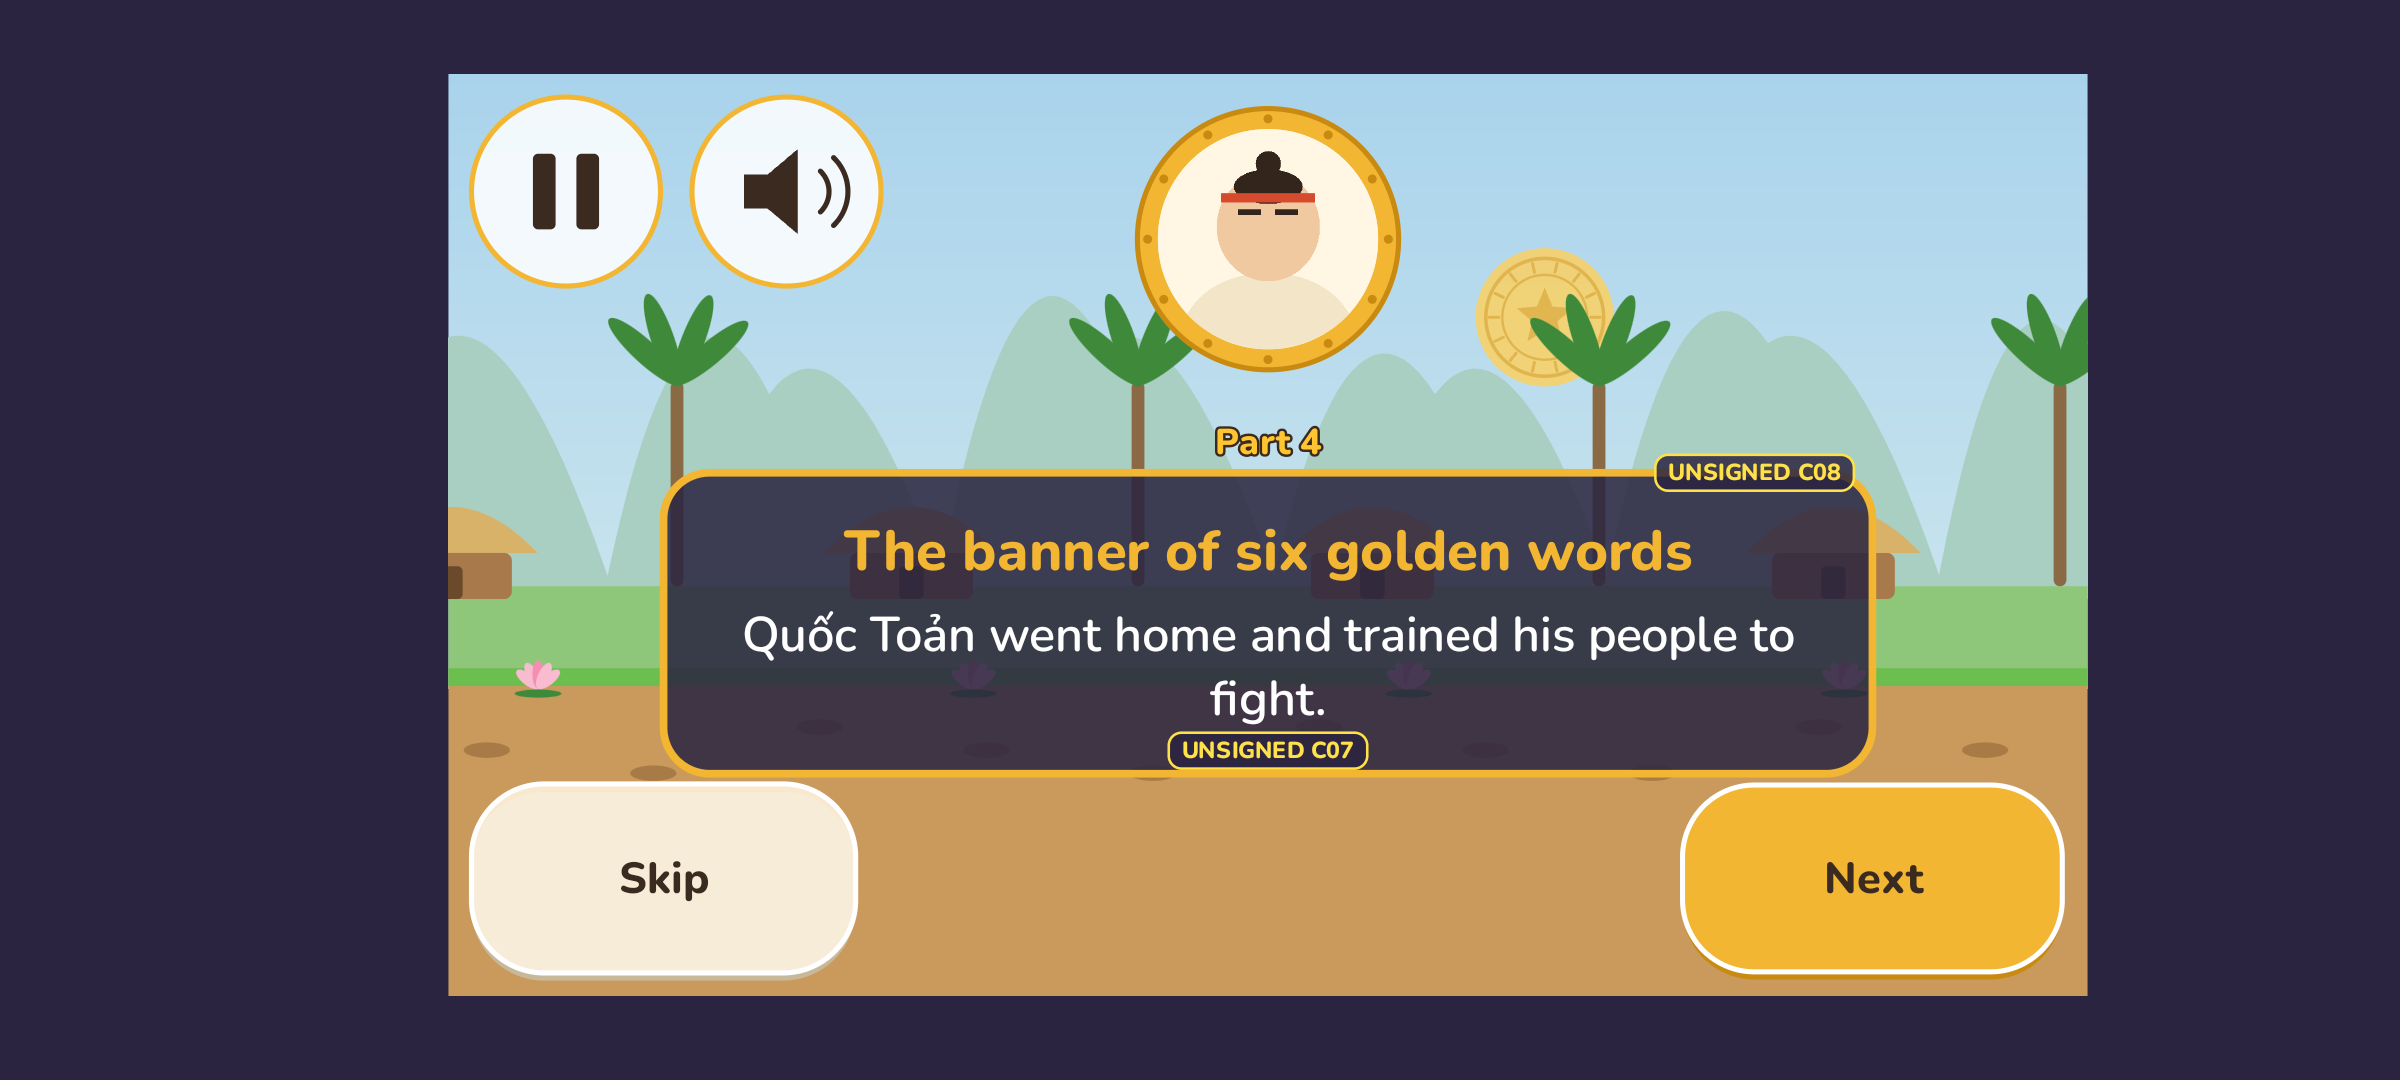 Part 4
UNSIGNED C08
The banner of six golden words
Quốc Toản went home and trained his people to
fight.
UNSIGNED C07
Skip
Next